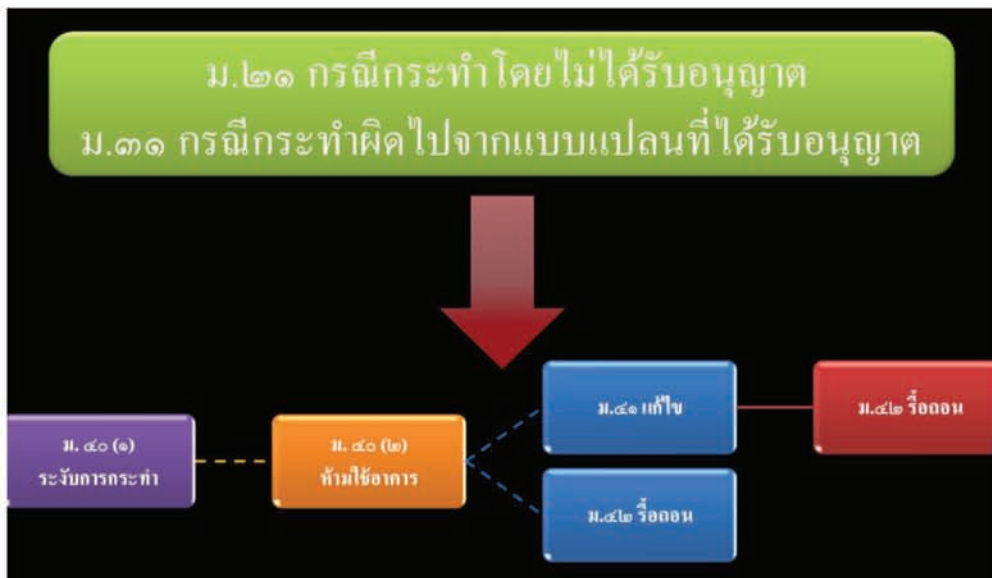 ม.๒๑ กรณีกระทำโดยไม่ได้รับอนุญาต
ม.๓๑ กรณีกระทำผิดไปจากแบบแปลนที่ได้รับอนุญาต
ม. ๔๐ (๑)
ระงับการกระทำ
ม. ๔๐ (๒)
ห้ามใช้อาคาร
ม.๔๑ แก้ไข
ม.๔๒ รื้อถอน
ม.๔๒ รื้อถอน